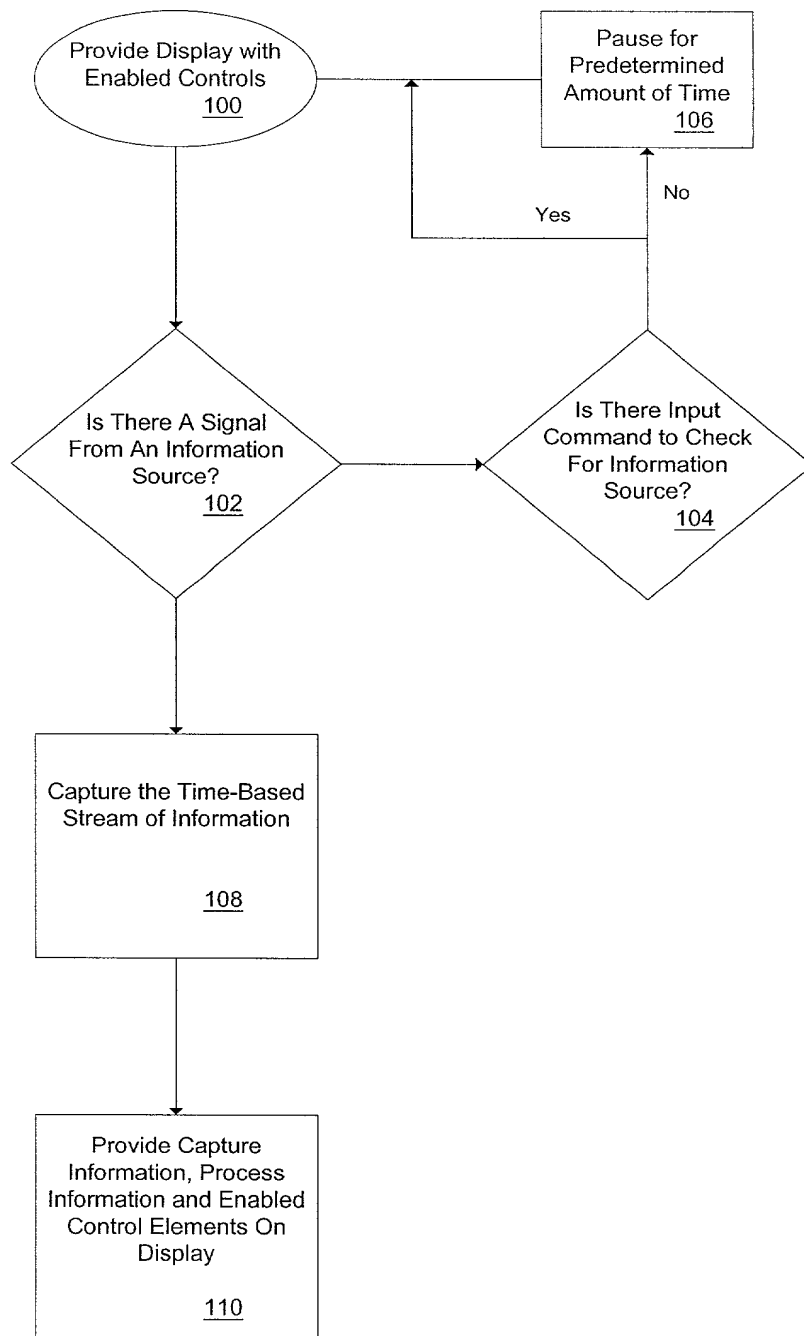 Provide Display with
Enabled Controls
100
Pause for
Predetermined
Amount of Time
106
No
Yes
Is There A Signal
From An Information
Source?
102
Is There Input
Command to Check
For Information
Source?
104
Capture the Time-Based
Stream of Information
108
Provide Capture
Information, Process
Information and Enabled
Control Elements On
Display
110